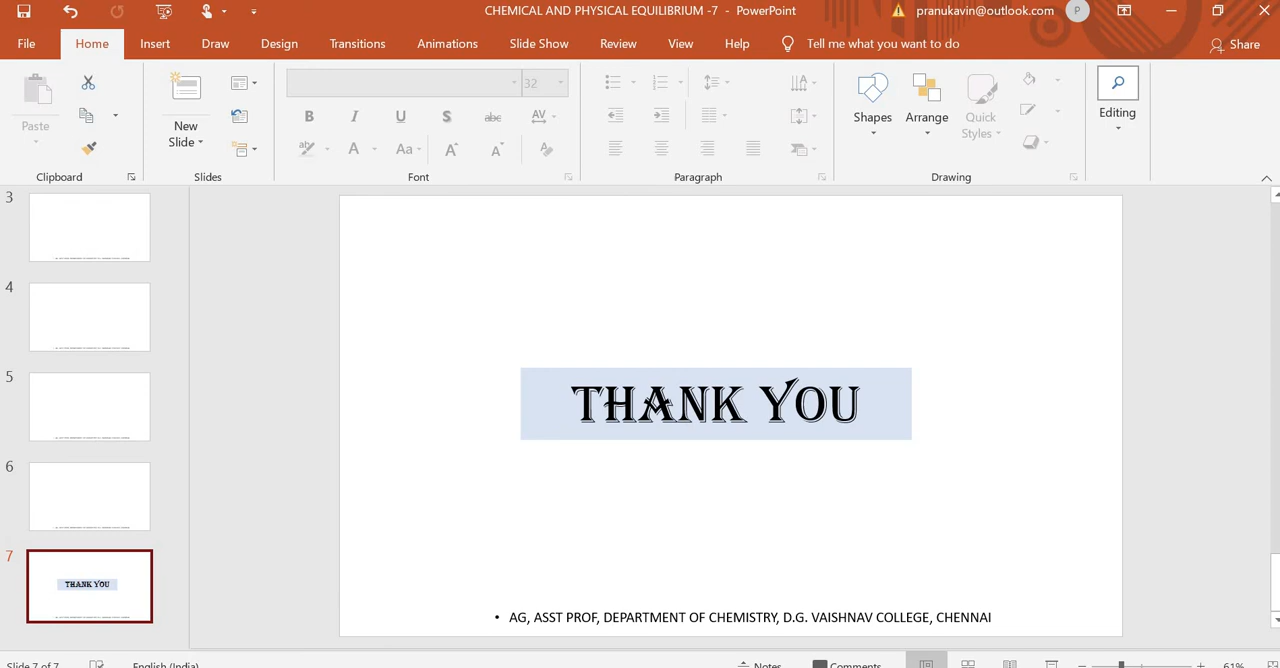 CHEMICAL AND PHYSICAL EQUILIBRIUM -7 - PowerPoint
pranukavin@outlook.com
P
File Home Insert Draw Design Transitions Animations Slide Show Review View Help Tell me what you want to do Share
Paste
New Slide
32
B I U S abc AV
A Aa A A
Shapes
Arrange
Quick Styles
Editing
Clipboard Slides Font Paragraph Drawing
3
4
5
6
7
THANK YOU
THANK YOU
• AG, ASST PROF, DEPARTMENT OF CHEMISTRY, D.G. VAISHNAV COLLEGE, CHENNAI
Slide 7 of 7 English (India) Notes Comments 61%